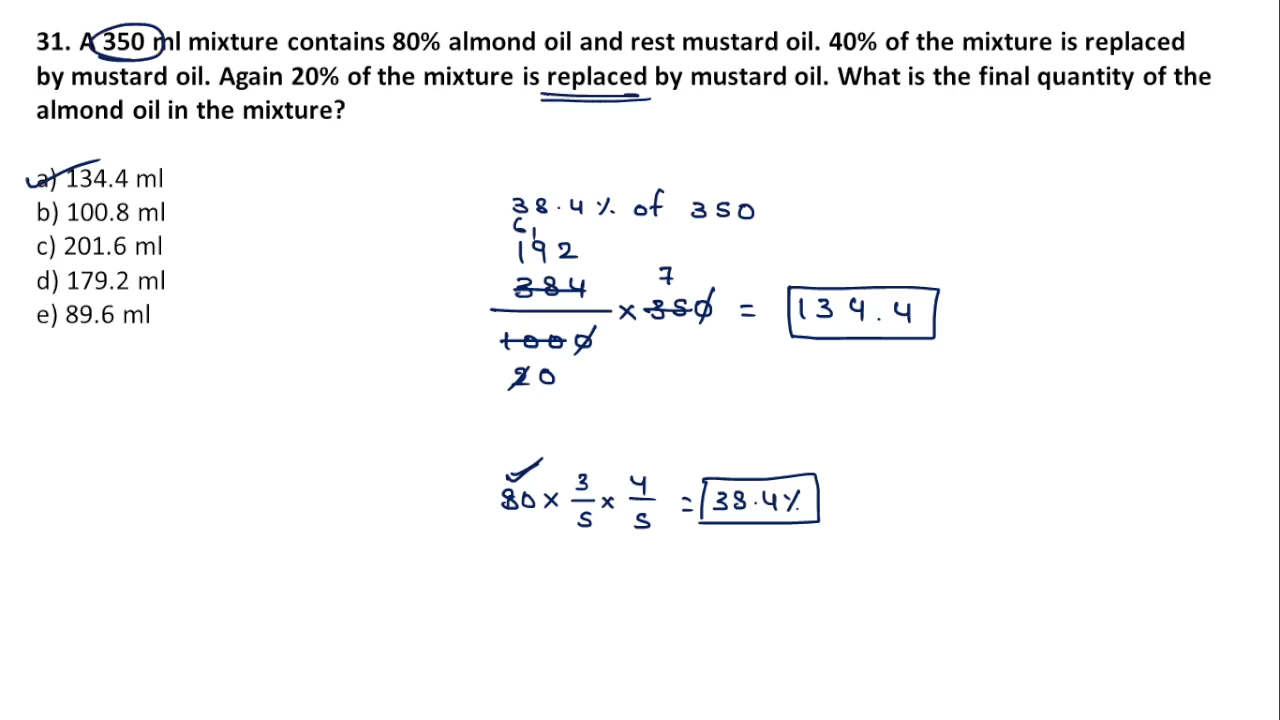 31. A 350 ml mixture contains 80% almond oil and rest mustard oil. 40% of the mixture is replaced
by mustard oil. Again 20% of the mixture is replaced by mustard oil. What is the final quantity of the
almond oil in the mixture?
a) 134.4 ml
b) 100.8 ml
c) 201.6 ml
d) 179.2 ml
e) 89.6 ml
38.4% of 350
61
192
384
7
× 350 = 134.4
1000
20
80 × 3/5 × 4/5 = 38.4%